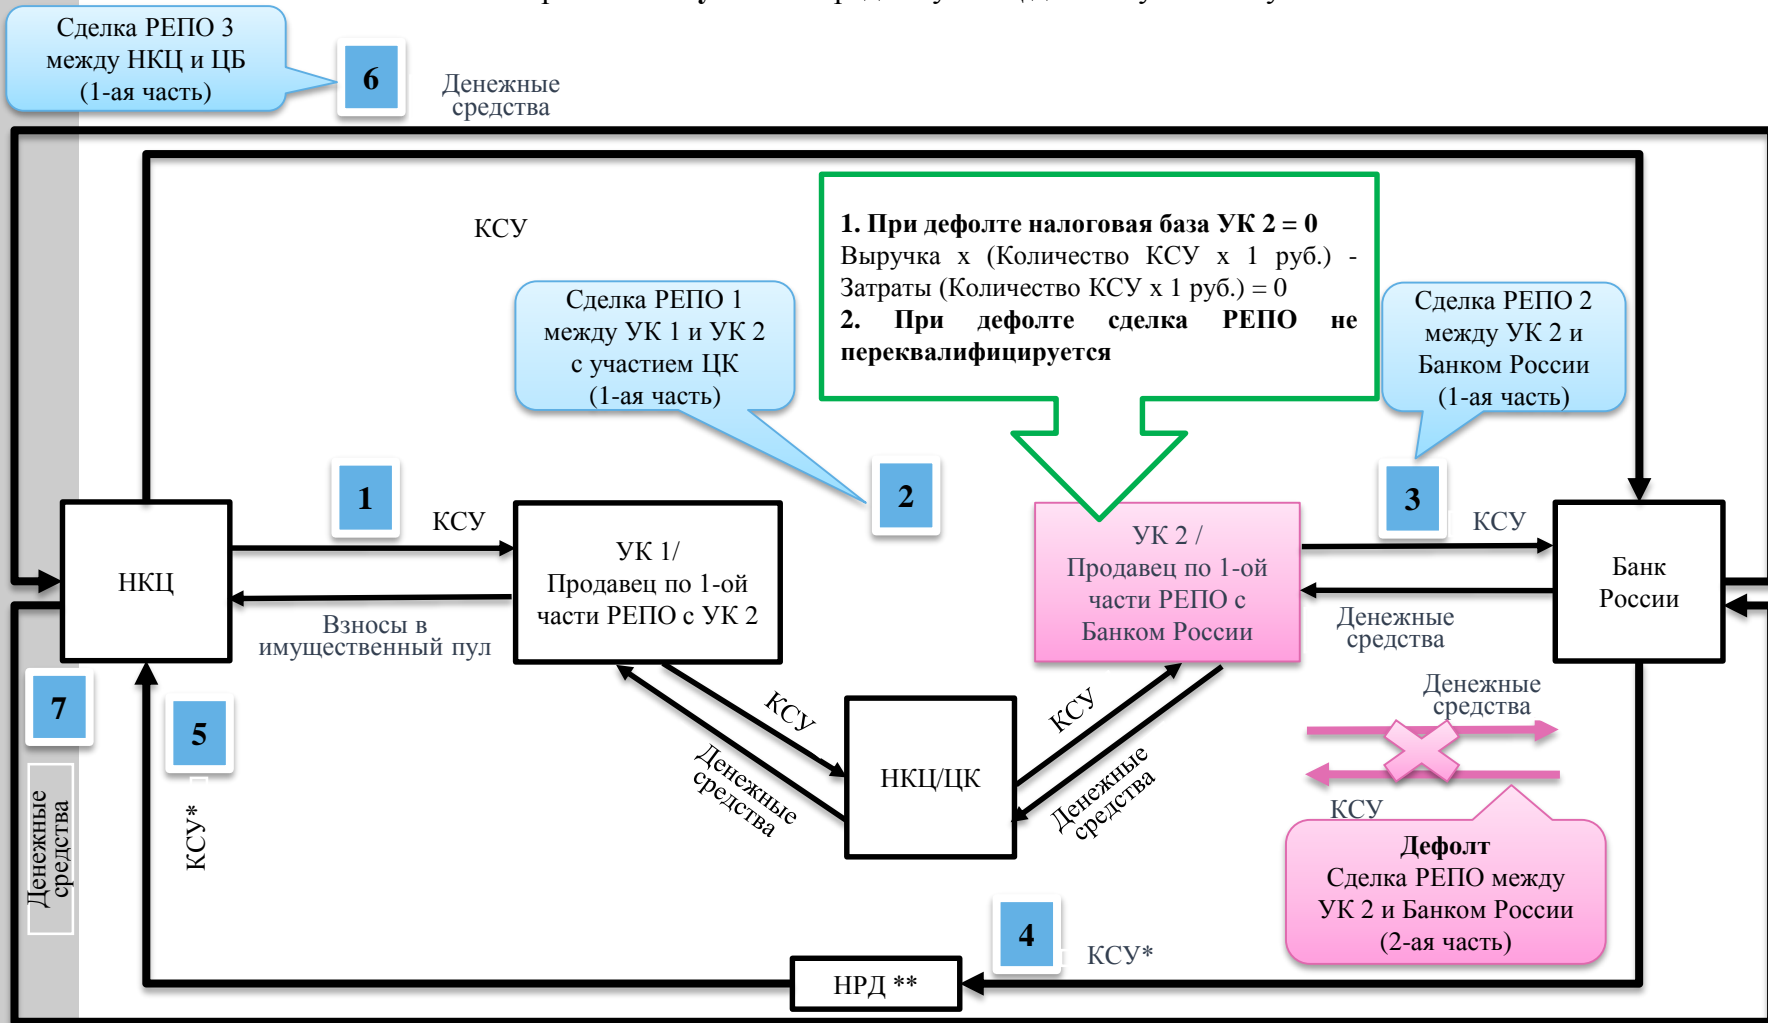 Сделка РЕПО 3
между НКЦ и ЦБ
(1-ая часть)
6
Денежные
средства
КСУ
1. При дефолте налоговая база УК 2 = 0
Выручка х (Количество КСУ х 1 руб.) -
Затраты (Количество КСУ х 1 руб.) = 0
2. При дефолте сделка РЕПО не
переквалифицируется
Сделка РЕПО 1
между УК 1 и УК 2
с участием ЦК
(1-ая часть)
Сделка РЕПО 2
между УК 2 и
Банком России
(1-ая часть)
1
2
3
КСУ
КСУ
НКЦ
УК 1/
Продавец по 1-ой
части РЕПО с УК 2
УК 2 /
Продавец по 1-ой
части РЕПО с
Банком России
Банк
России
Взносы в
имущественный пул
Денежные
средства
7
5
КСУ
Денежные
средства
НКЦ/ЦК
КСУ
Денежные
средства
Денежные
средства
КСУ
Дефолт
Сделка РЕПО между
УК 2 и Банком России
(2-ая часть)
Денежные
средства
КСУ*
4
КСУ*
НРД **